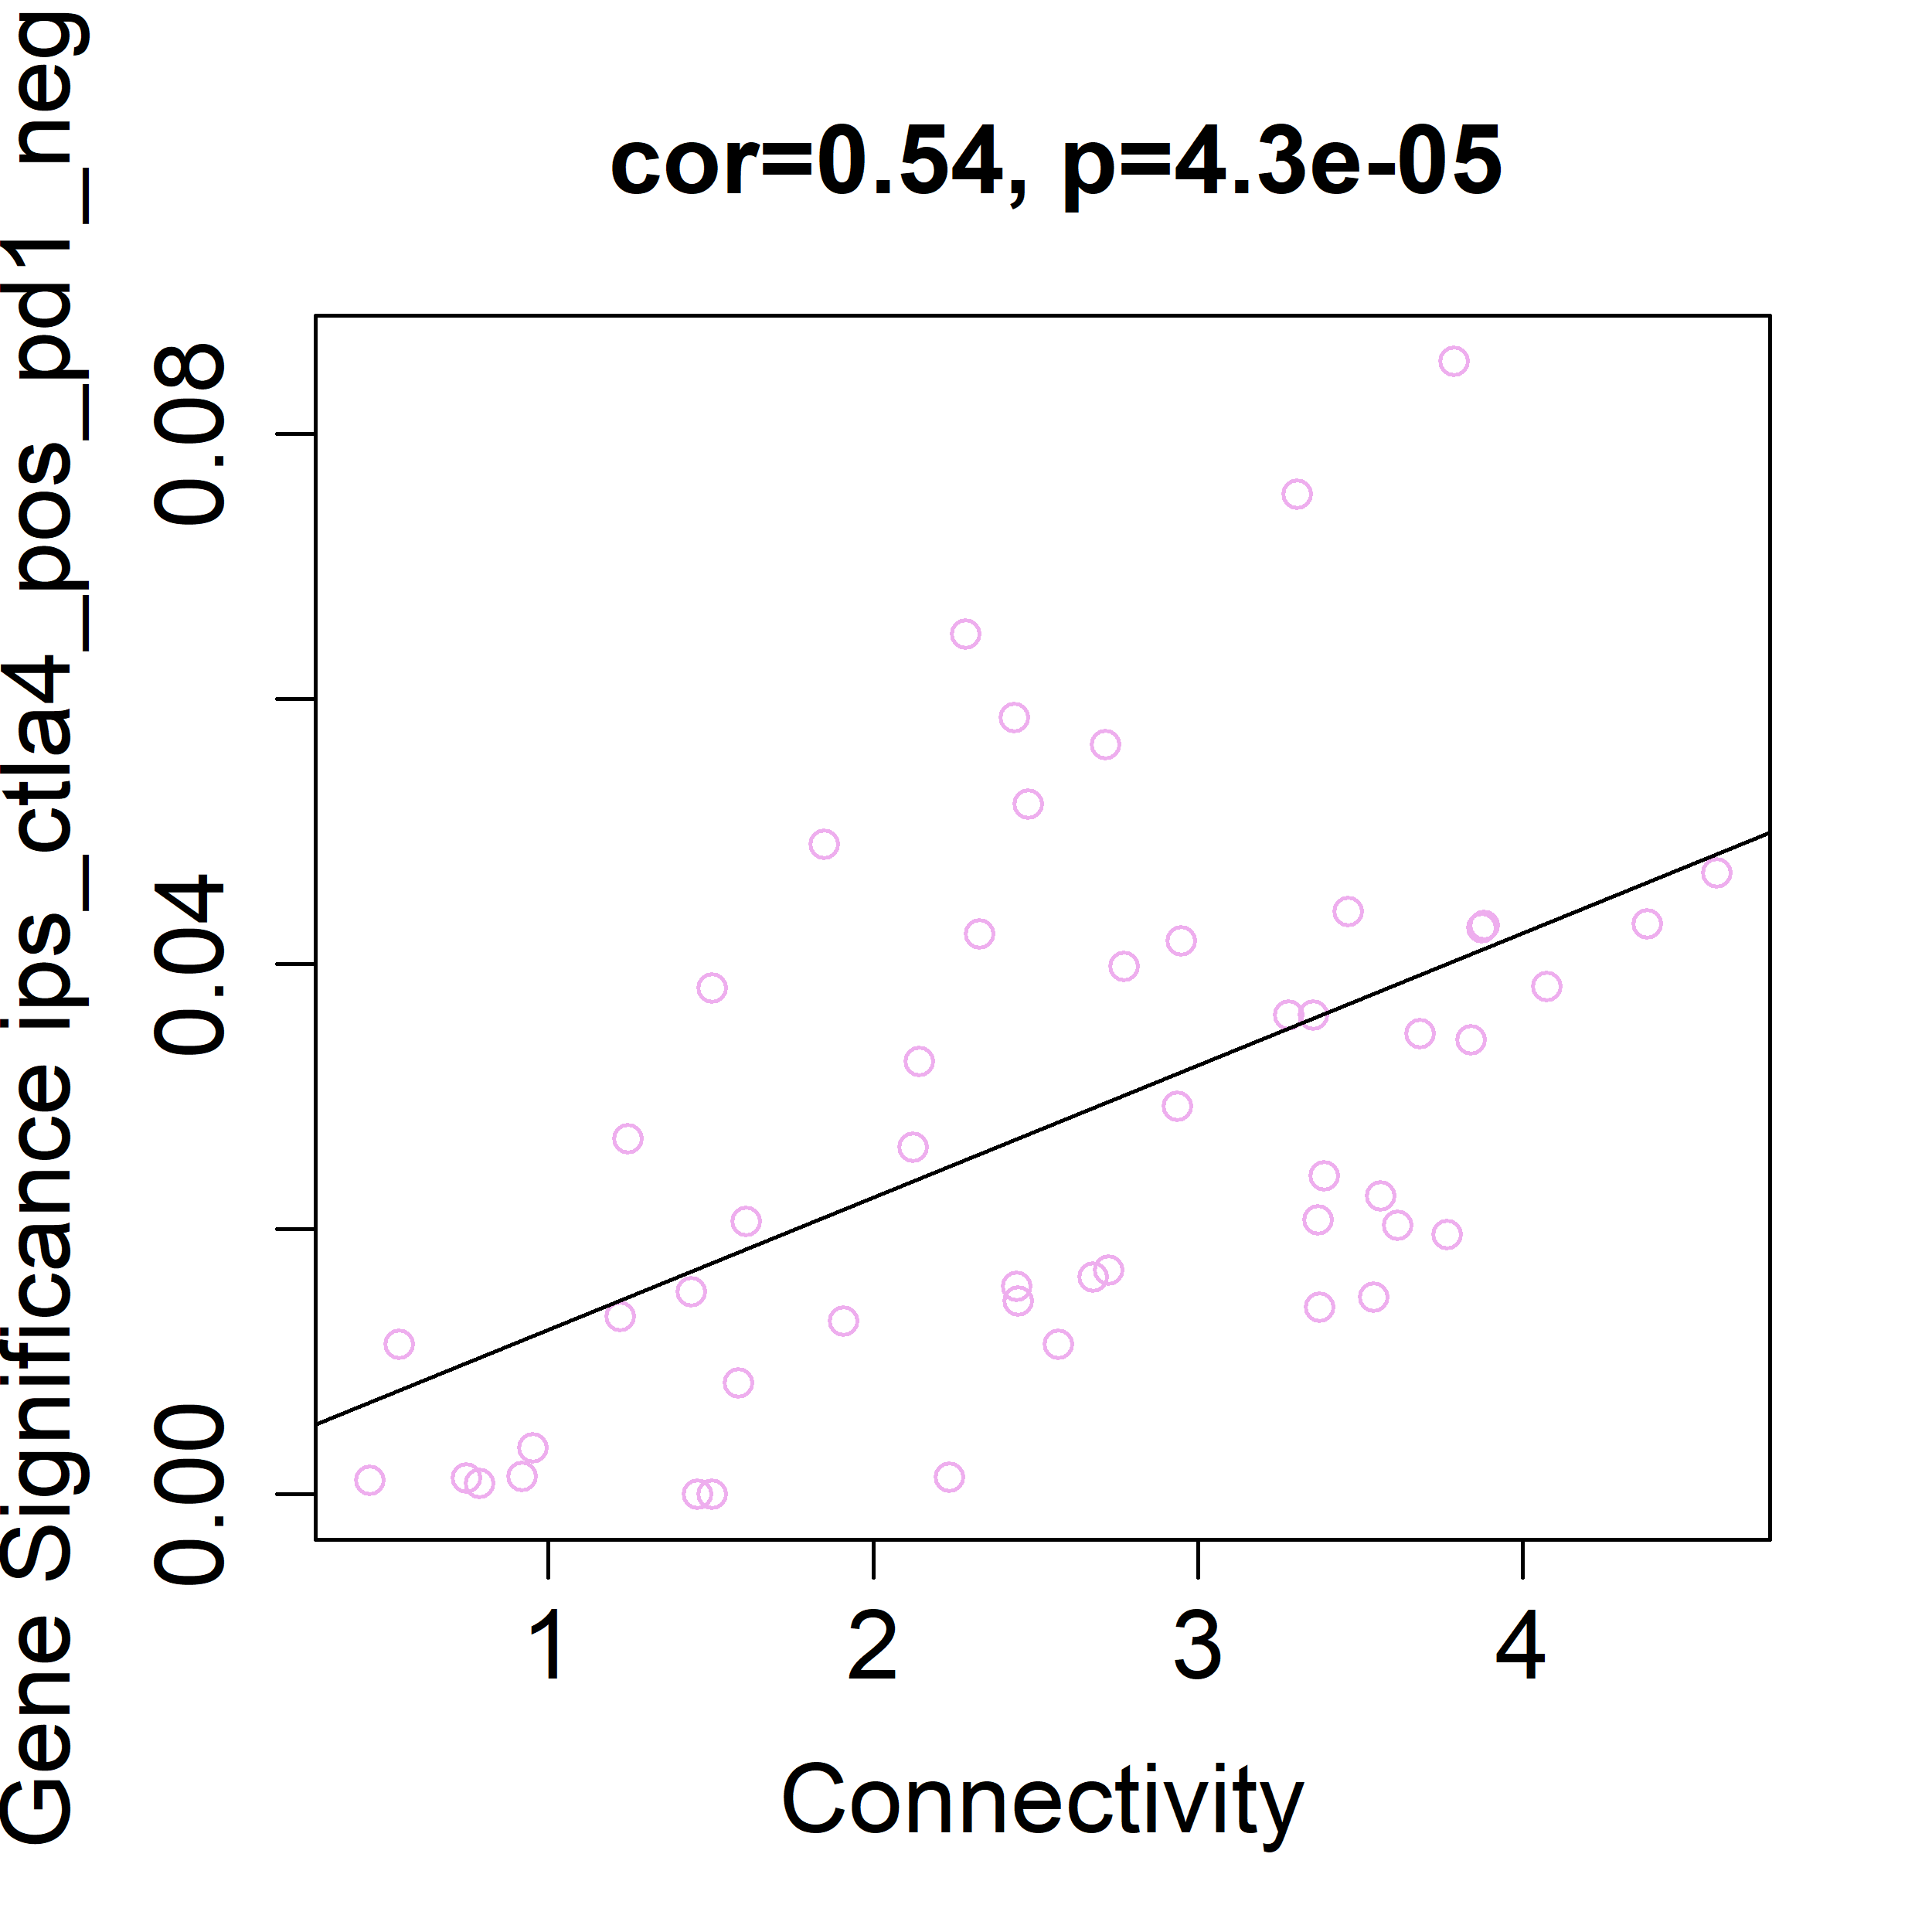 cor=0.54, p=4.3e-05
Gene Significance ips_ctla4_pos_pd1_neg
0.08
0.04
0.00
1 2 3 4
Connectivity